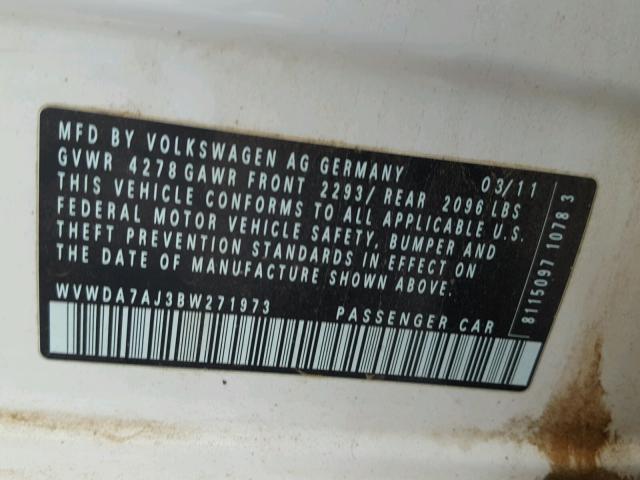 MFD BY VOLKSWAGEN AG GERMANY 03/11
GVWR 4278 GAWR FRONT 2293/ REAR 2096 LBS
THIS VEHICLE CONFORMS TO ALL APPLICABLE U.S.
FEDERAL MOTOR VEHICLE SAFETY, BUMPER AND
THEFT PREVENTION STANDARDS IN EFFECT ON
THE DATE OF MANUFACTURE SHOWN ABOVE.
WVWDA7AJ3BW271973 PASSENGER CAR
8115097 1078 3